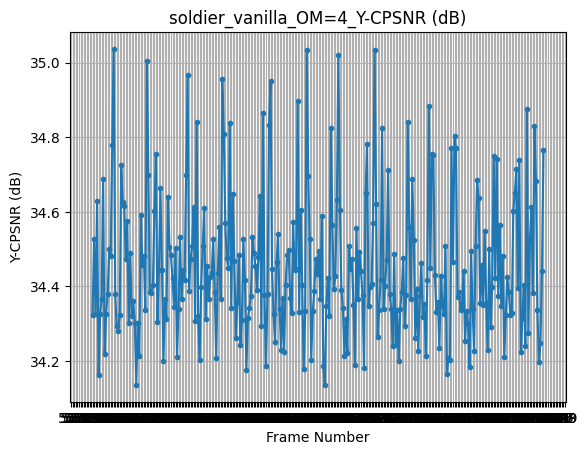 soldier_vanilla_OM=4_Y-CPSNR (dB)
35.0
34.8
34.6
34.4
34.2
Y-CPSNR (dB)
Frame Number